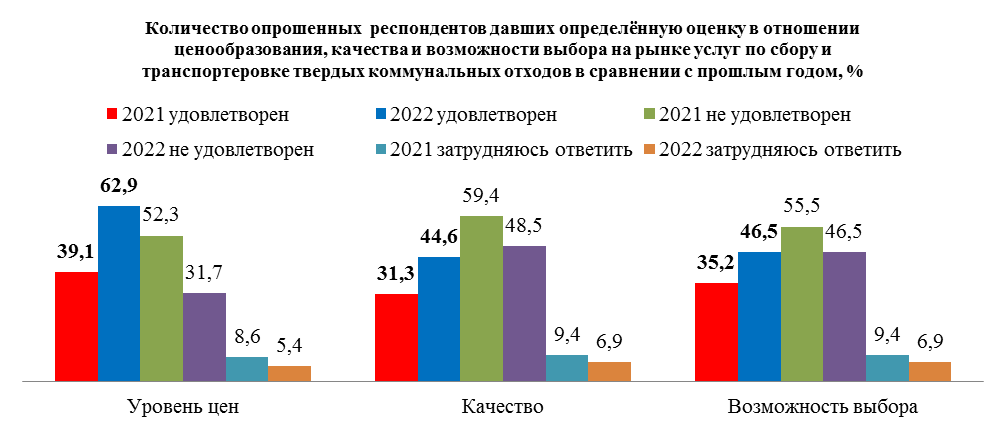 Количество опрошенных респондентов давших определённую оценку в отношении
ценообразования, качества и возможности выбора на рынке услуг по сбору и
транспортеровке твердых коммунальных отходов в сравнении с прошлым годом, %
2021 удовлетворен 2022 удовлетворен 2021 не удовлетворен
2022 не удовлетворен 2021 затрудняюсь ответить 2022 затрудняюсь ответить
39,1 62,9 52,3 31,7 8,6 5,4
31,3 44,6 59,4 48,5 9,4 6,9
35,2 46,5 55,5 46,5 9,4 6,9
Уровень цен Качество Возможность выбора